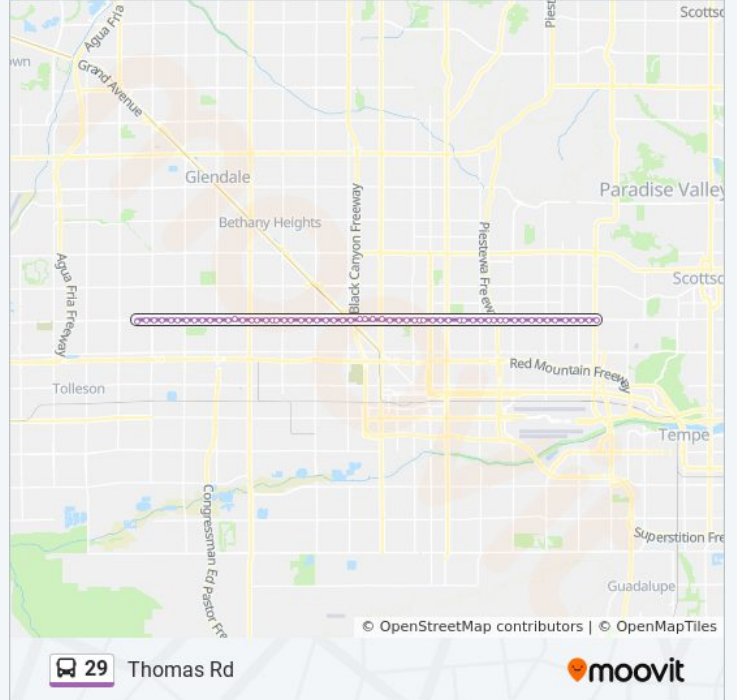 Scottsd
Piest
Agua Fria
own
Grand Avenue
Glendale
Paradise Valley
Bethany Heights
Black Canyon Freeway
Piestewa Freew
Agua Fria Freeway
Scottsd
Red Mountain Freeway
Tolleson
Tempe
Congressman Ed Pastor Fre
Superstition Fre
Guadalupe
© OpenStreetMap contributors | © OpenMapTiles
29 Thomas Rd
moovit